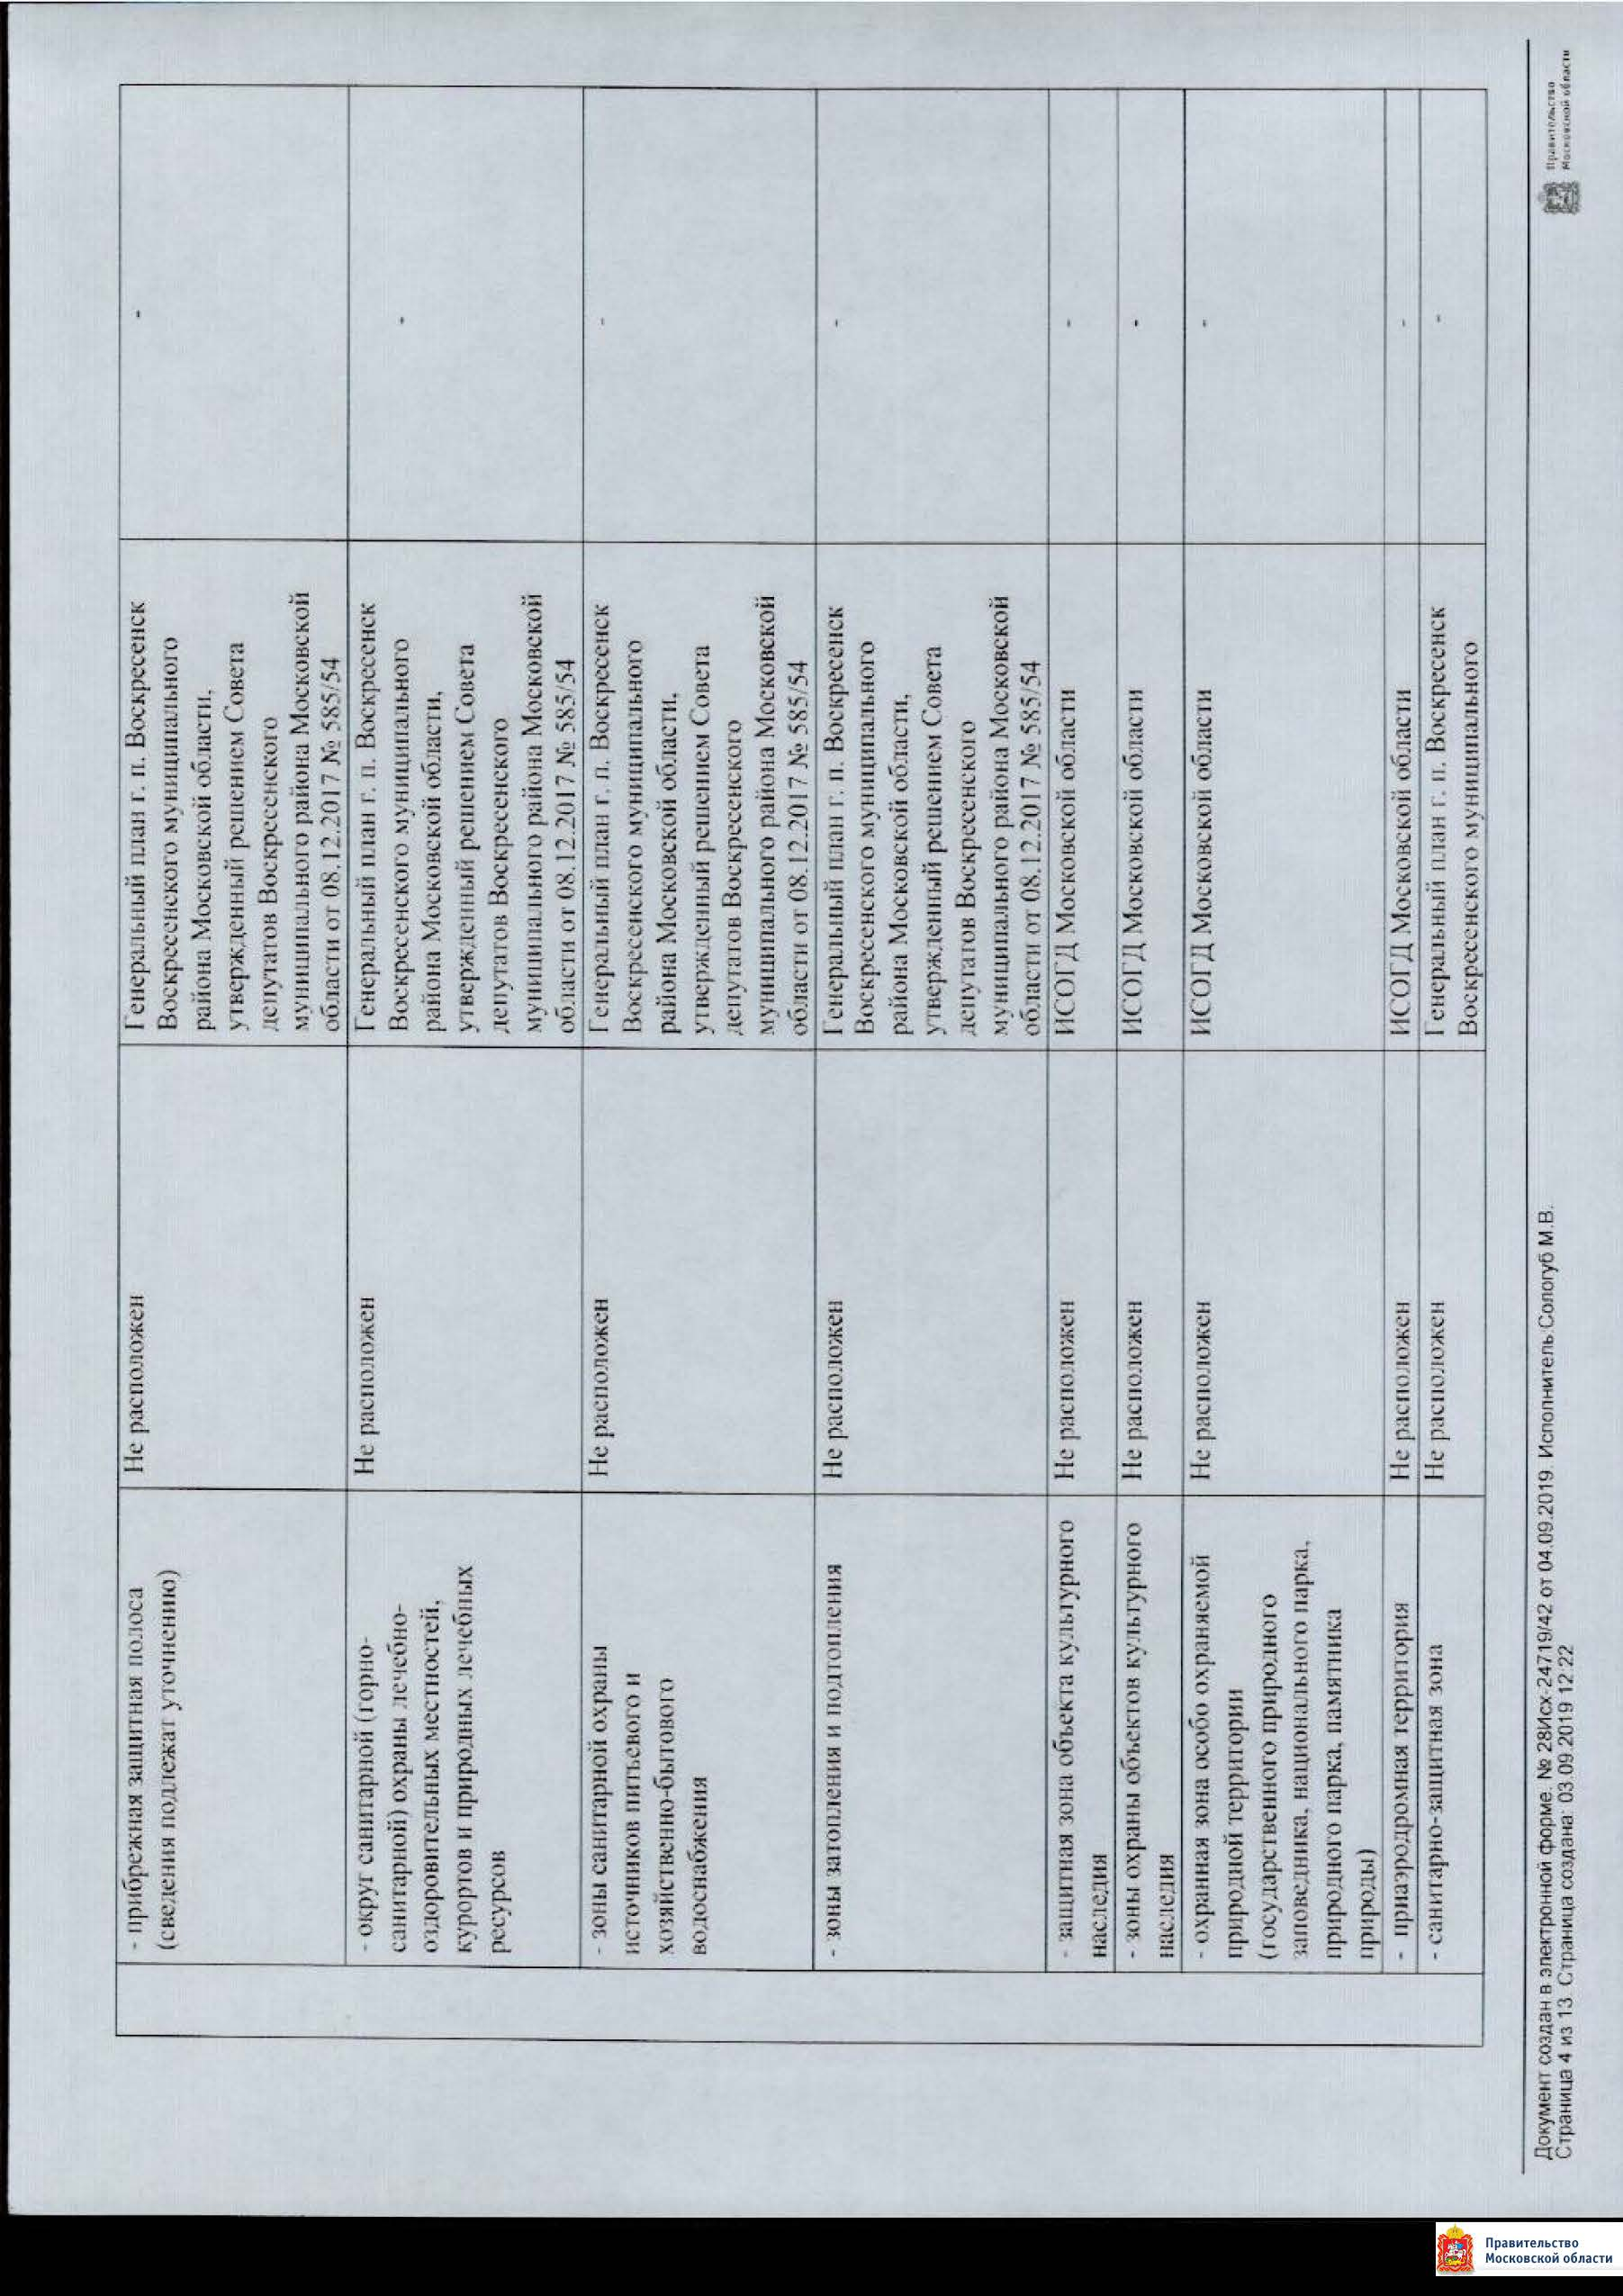 - прибрежная защитная полоса
(сведения подлежат уточнению)
Не расположен
Генеральный план г. п. Воскресенск
Воскресенского муниципального
района Московской области,
утвержденный решением Совета
депутатов Воскресенского
муниципального района Московской
области от 08.12.2017 № 585/54
-
- округ санитарной (горно-
санитарной) охраны лечебно-
оздоровительных местностей,
курортов и природных лечебных
ресурсов
Не расположен
Генеральный план г. п. Воскресенск
Воскресенского муниципального
района Московской области,
утвержденный решением Совета
депутатов Воскресенского
муниципального района Московской
области от 08.12.2017 № 585/54
-
- зоны санитарной охраны
источников питьевого и
хозяйственно-бытового
водоснабжения
Не расположен
Генеральный план г. п. Воскресенск
Воскресенского муниципального
района Московской области,
утвержденный решением Совета
депутатов Воскресенского
муниципального района Московской
области от 08.12.2017 № 585/54
-
- зоны затопления и подтопления
Не расположен
Генеральный план г. п. Воскресенск
Воскресенского муниципального
района Московской области,
утвержденный решением Совета
депутатов Воскресенского
муниципального района Московской
области от 08.12.2017 № 585/54
-
- защитная зона объекта культурного
наследия
Не расположен
ИСОГД Московской области
-
- зоны охраны объектов культурного
наследия
Не расположен
ИСОГД Московской области
-
- охранная зона особо охраняемой
природной территории
(государственного природного
заповедника, национального парка,
природного парка, памятника
природы)
Не расположен
ИСОГД Московской области
-
- приаэродромная территория
Не расположен
ИСОГД Московской области
-
- санитарно-защитная зона
Не расположен
Генеральный план г. п. Воскресенск
Воскресенского муниципального
-
Документ создан в электронной форме. № 28Исх-24719/42 от 04.09.2019. Исполнитель:Сологуб М.В.
Страница 4 из 13. Страница создана: 03.09.2019 12:22
Правительство
Московской области
Правительство
Московской области